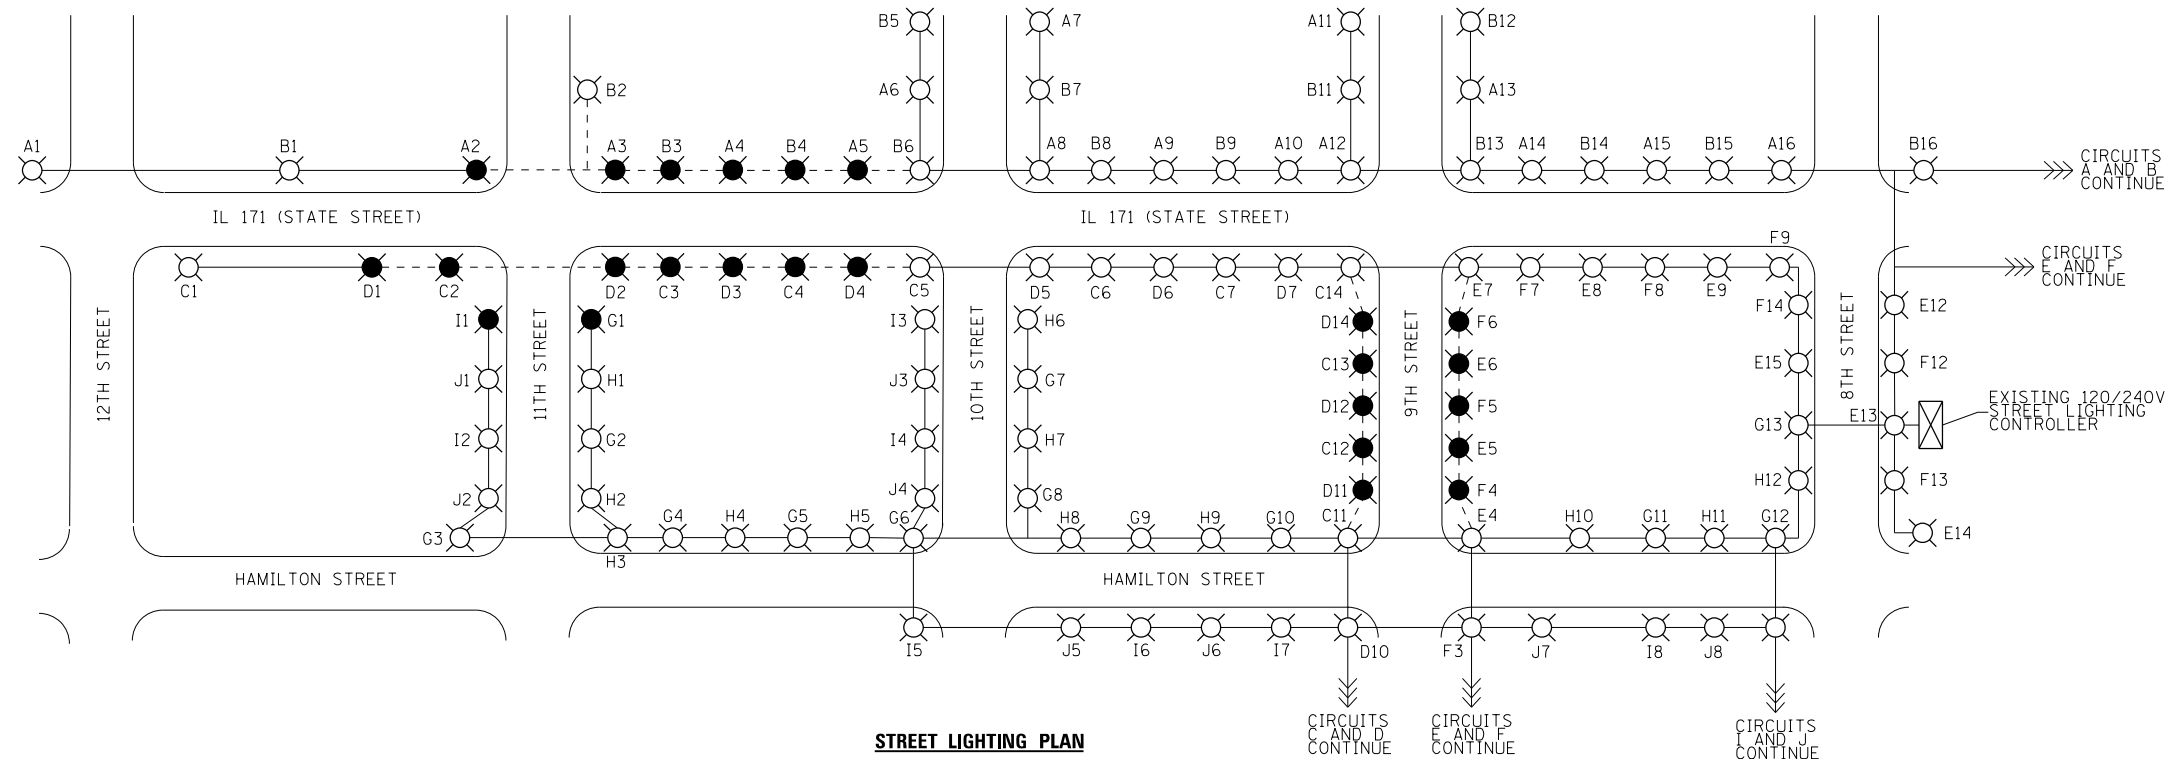 B5
A7
A11
B12
B2
A6
B7
B11
A13
A1
B1
A2
A3
B3
A4
B4
A5
B6
A8
B8
A9
B9
A10
A12
B13
A14
B14
A15
B15
A16
B16
CIRCUITS
A AND B
CONTINUE
IL 171 (STATE STREET)
IL 171 (STATE STREET)
F9
CIRCUITS
E AND F
CONTINUE
C1
D1
C2
D2
C3
D3
C4
D4
C5
D5
C6
D6
C7
D7
C14
E7
F7
E8
F8
E9
12TH STREET
11TH STREET
10TH STREET
9TH STREET
8TH STREET
I1
G1
I3
H6
D14
F6
F14
E12
J1
H1
J3
G7
C13
E6
E15
F12
D12
F5
I2
G2
I4
H7
C12
E5
G13
E13
EXISTING 120/240V
STREET LIGHTING
CONTROLLER
J2
H2
J4
G8
D11
F4
H12
F13
G3
H3
G4
H4
G5
H5
G6
H8
G9
H9
G10
C11
E4
H10
G11
H11
G12
E14
HAMILTON STREET
HAMILTON STREET
I5
J5
I6
J6
I7
D10
F3
J7
I8
J8
CIRCUITS
C AND D
CONTINUE
CIRCUITS
E AND F
CONTINUE
CIRCUITS
I AND J
CONTINUE
STREET LIGHTING PLAN